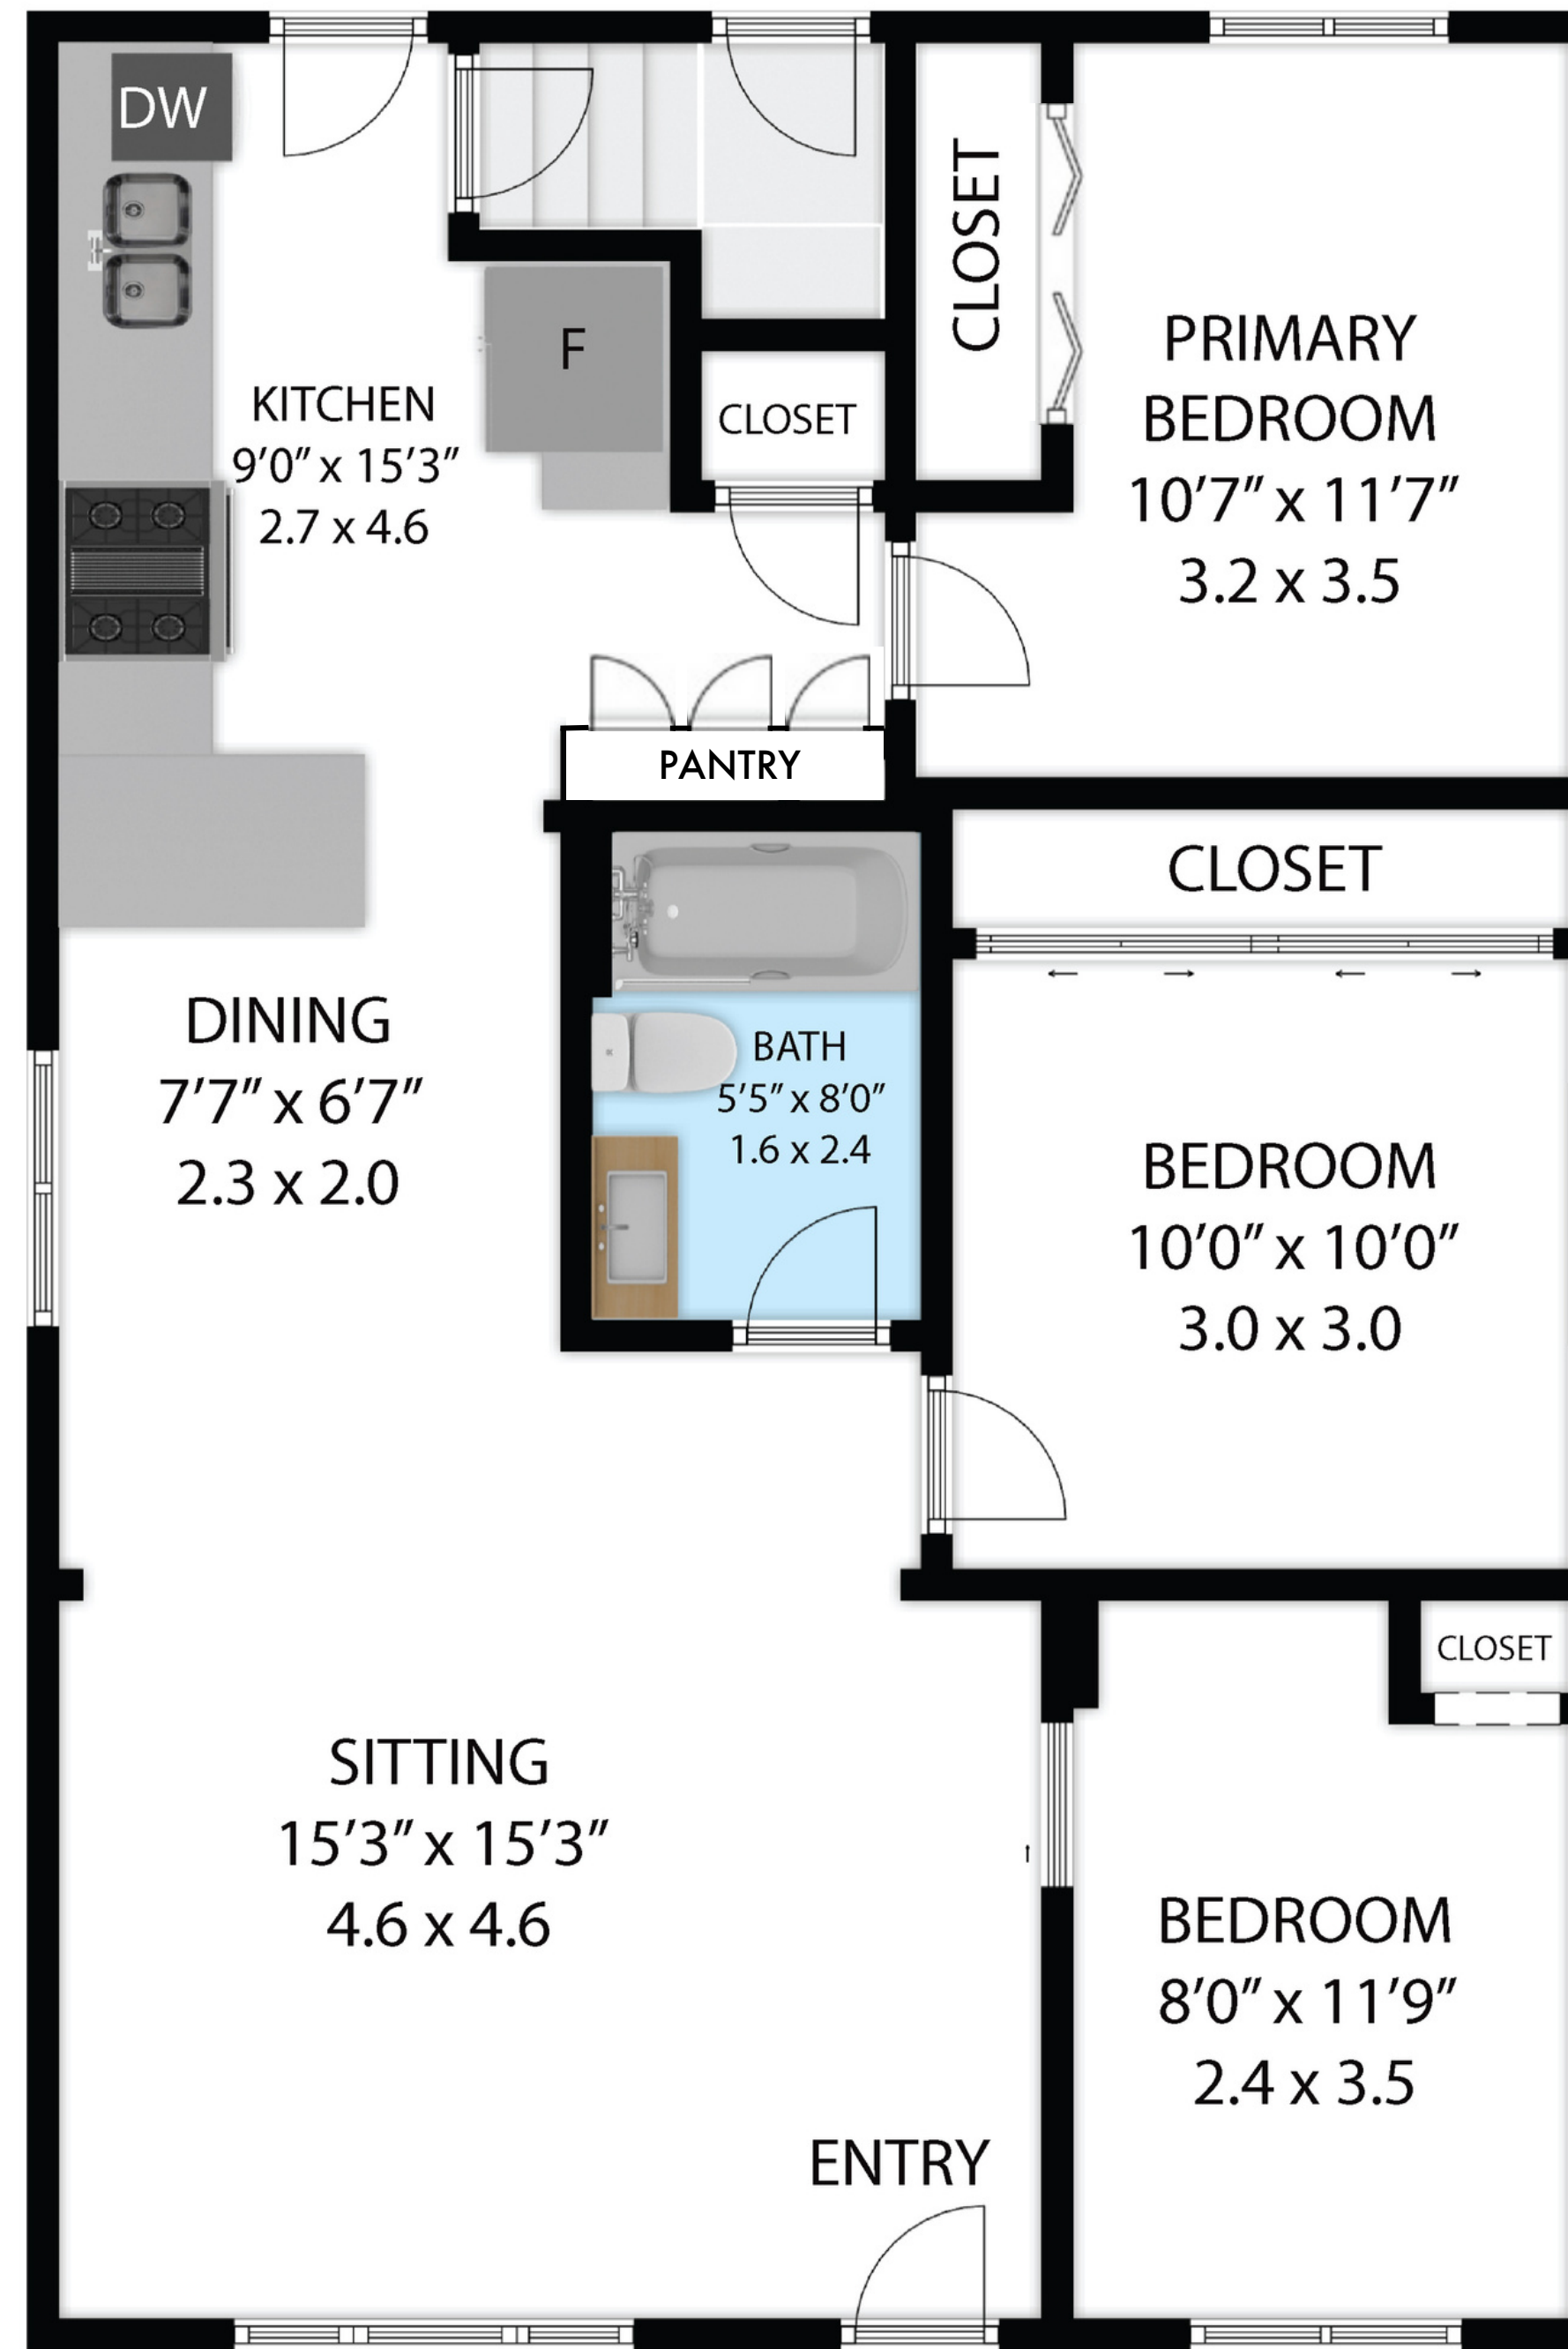 DW
CLOSET
F
PRIMARY
BEDROOM
10’7” x 11’7”
3.2 x 3.5
KITCHEN
9’0” x 15’3”
2.7 x 4.6
CLOSET
PANTRY
CLOSET
DINING
7’7” x 6’7”
2.3 x 2.0
BATH
5’5” x 8’0”
1.6 x 2.4
BEDROOM
10’0” x 10’0”
3.0 x 3.0
CLOSET
SITTING
15’3” x 15’3”
4.6 x 4.6
BEDROOM
8’0” x 11’9”
2.4 x 3.5
ENTRY